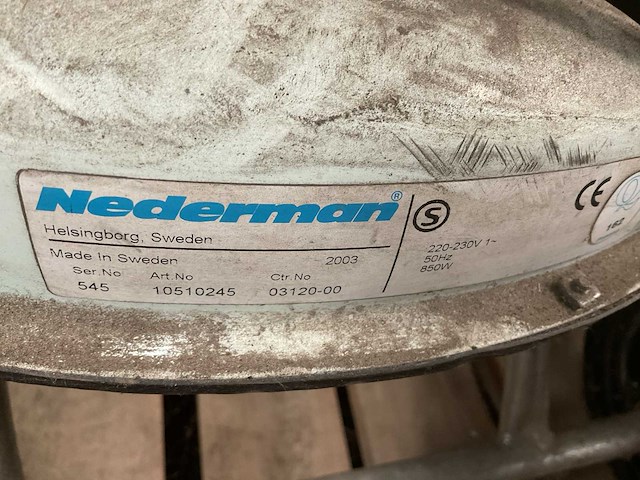 Nederman®
Helsingborg, Sweden
Made In Sweden 2003
Ser.No Art.No Ctr.No
545 10510245 03120-00
S
220-230V 1~
50Hz
850W
CE
162